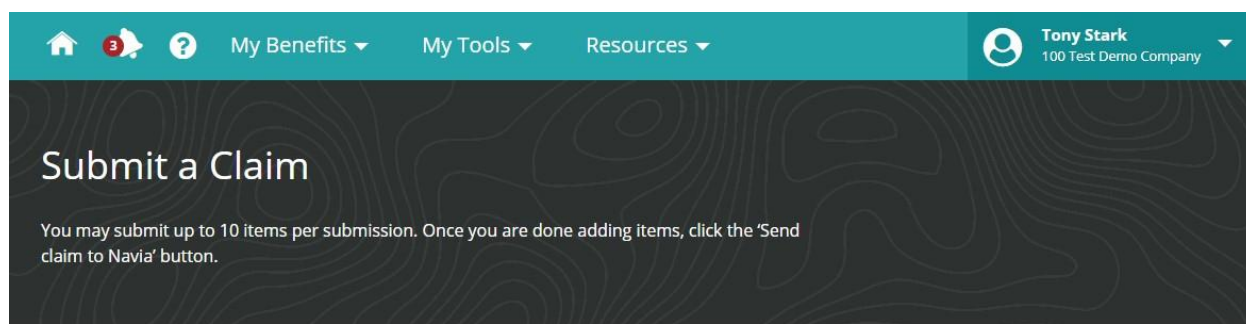 3 ? My Benefits My Tools Resources
Tony Stark
100 Test Demo Company
Submit a Claim
You may submit up to 10 items per submission. Once you are done adding items, click the ‘Send
claim to Navia’ button.